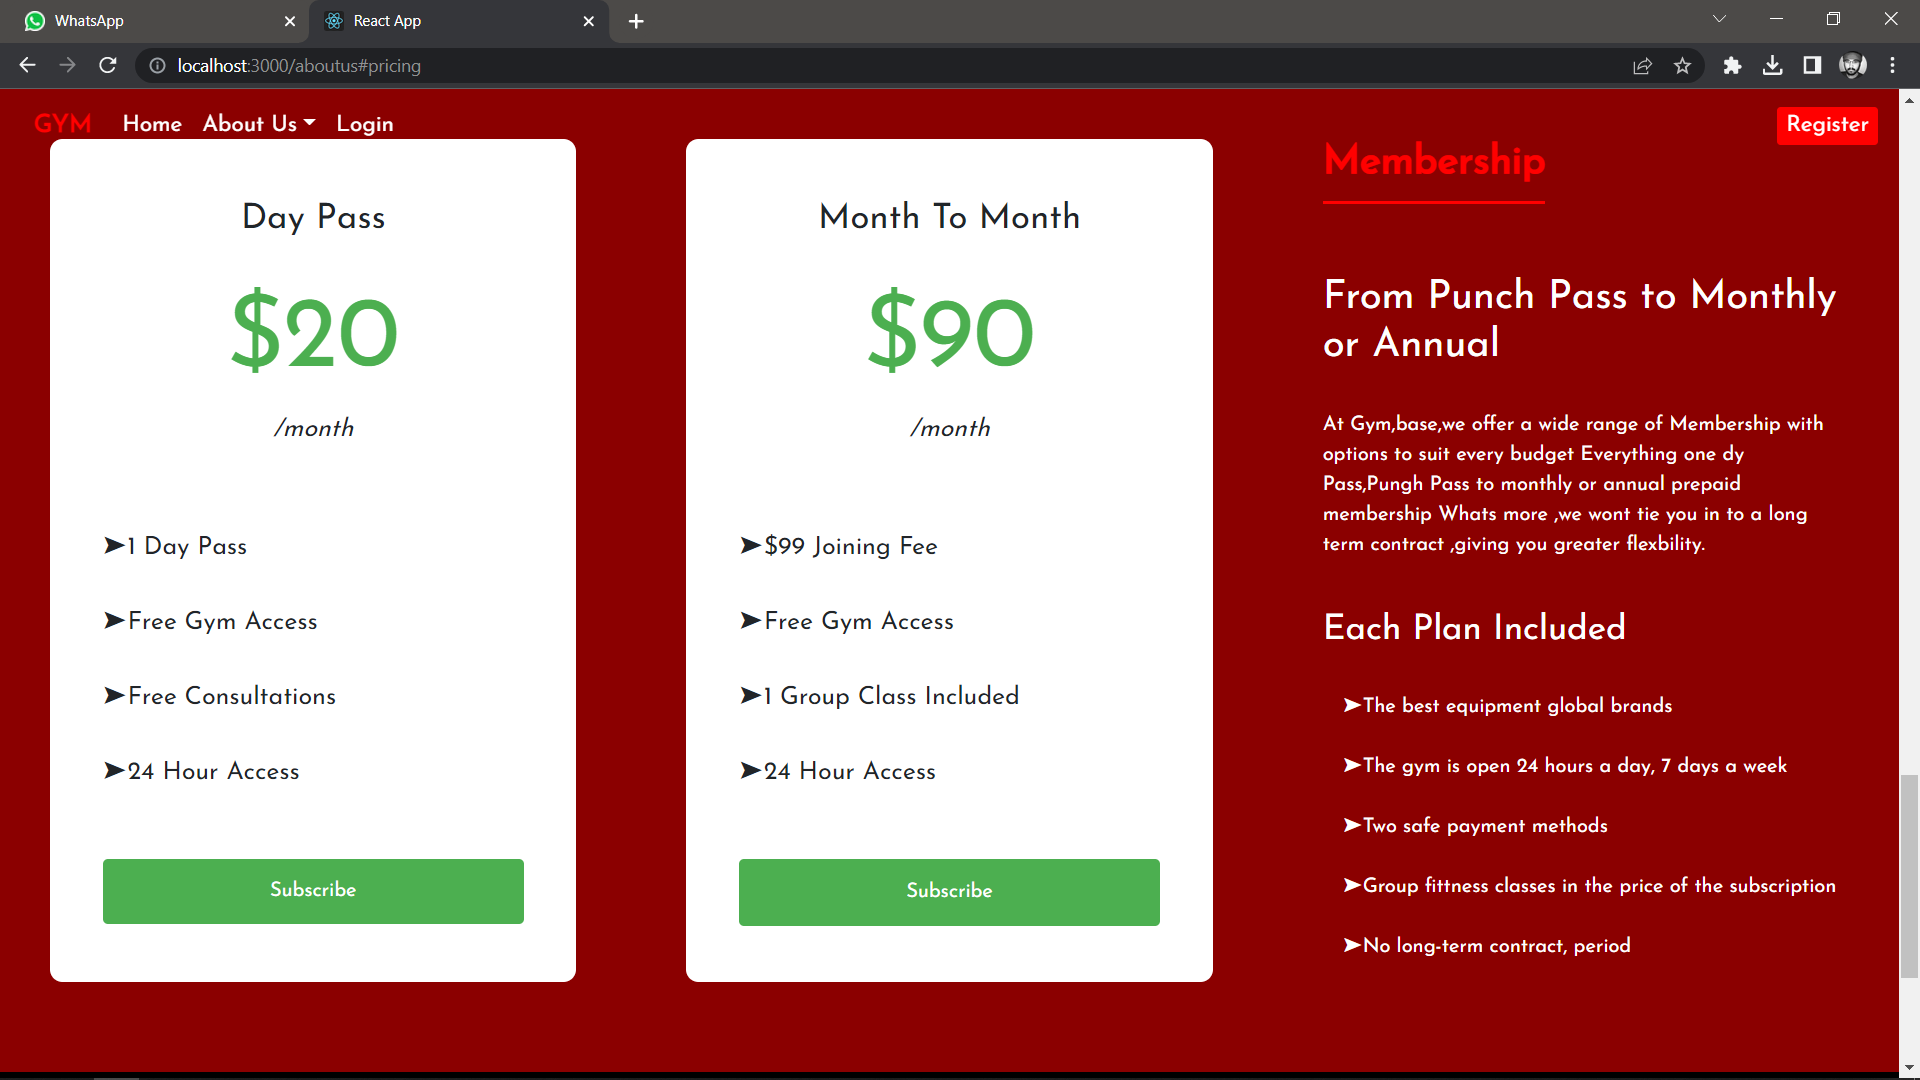 WhatsApp
React App
localhost:3000/aboutus#pricing
GYM Home About Us Login Register
Day Pass
$20
/month
➤1 Day Pass
➤Free Gym Access
➤Free Consultations
➤24 Hour Access
Subscribe
Month To Month
$90
/month
➤$99 Joining Fee
➤Free Gym Access
➤1 Group Class Included
➤24 Hour Access
Subscribe
Membership
From Punch Pass to Monthly
or Annual
At Gym,base,we offer a wide range of Membership with
options to suit every budget Everything one dy
Pass,Pungh Pass to monthly or annual prepaid
membership Whats more ,we wont tie you in to a long
term contract ,giving you greater flexbility.
Each Plan Included
➤The best equipment global brands
➤The gym is open 24 hours a day, 7 days a week
➤Two safe payment methods
➤Group fittness classes in the price of the subscription
➤No long-term contract, period